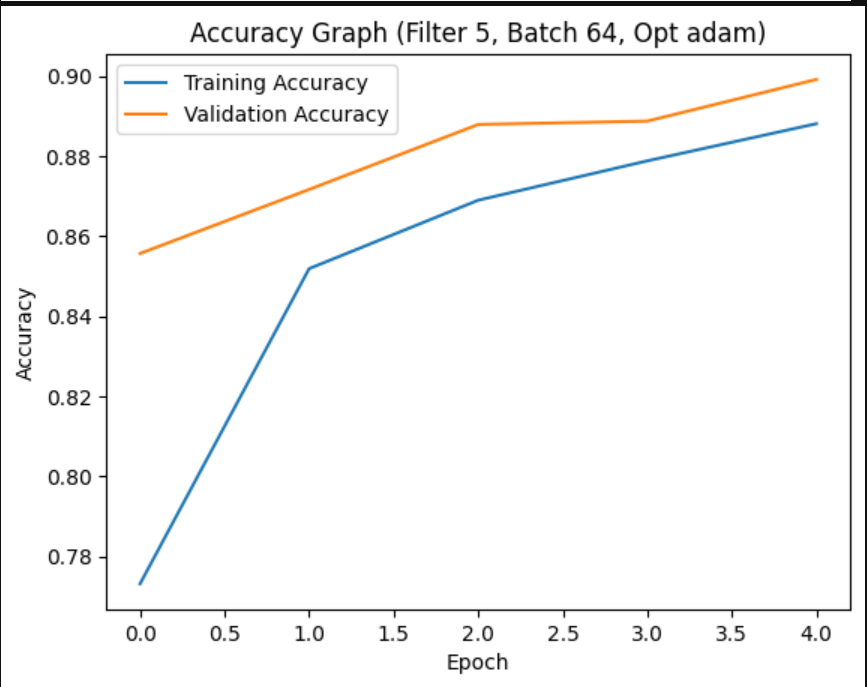 Accuracy Graph (Filter 5, Batch 64, Opt adam)
Training Accuracy
Validation Accuracy
0.90
0.88
0.86
0.84
0.82
0.80
0.78
Accuracy
0.0 0.5 1.0 1.5 2.0 2.5 3.0 3.5 4.0
Epoch